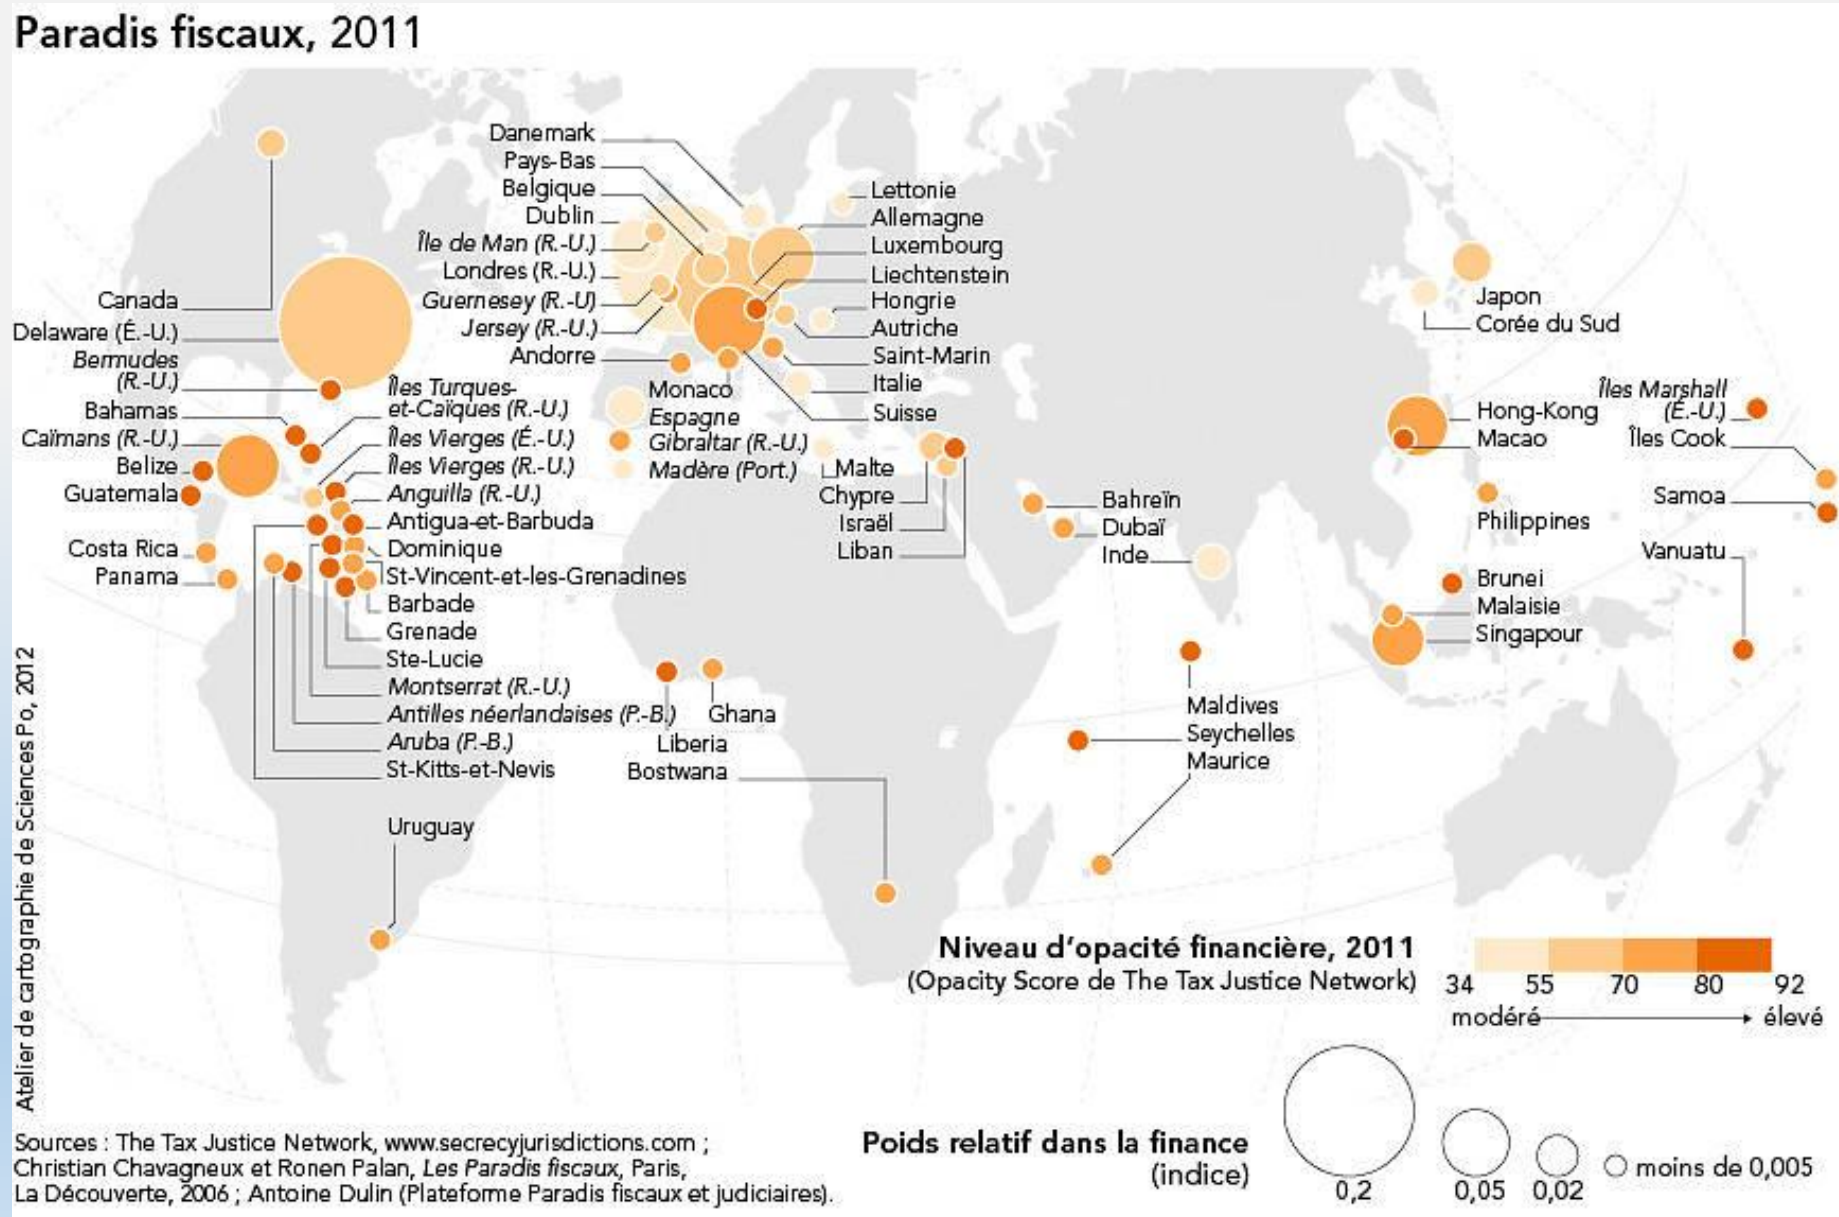 Paradis fiscaux, 2011
Canada
Delaware (É.-U.)
Bermudes
(R.-U.)
Bahamas
Caïmans (R.-U.)
Belize
Guatemala
Costa Rica
Panama
Îles Turques-
et-Caïques (R.-U.)
Îles Vierges (É.-U.)
Îles Vierges (R.-U.)
Anguilla (R.-U.)
Antigua-et-Barbuda
Dominique
St-Vincent-et-les-Grenadines
Barbade
Grenade
Ste-Lucie
Montserrat (R.-U.)
Antilles néerlandaises (P.-B.)
Aruba (P.-B.)
St-Kitts-et-Nevis
Uruguay
Danemark
Pays-Bas
Belgique
Dublin
Île de Man (R.-U.)
Londres (R.-U.)
Guernesey (R.-U)
Jersey (R.-U.)
Andorre
Monaco
Espagne
Gibraltar (R.-U.)
Madère (Port.)
Lettonie
Allemagne
Luxembourg
Liechtenstein
Hongrie
Autriche
Saint-Marin
Italie
Suisse
Malte
Chypre
Israël
Liban
Ghana
Liberia
Bostwana
Bahreïn
Dubaï
Inde
Maldives
Seychelles
Maurice
Japon
Corée du Sud
Hong-Kong
Macao
Philippines
Brunei
Malaisie
Singapour
Îles Marshall
(É.-U.)
Îles Cook
Samoa
Vanuatu
Niveau d'opacité financière, 2011
(Opacity Score de The Tax Justice Network)
34 55 70 80 92
modéré élevé
Poids relatif dans la finance
(indice)
0,2 0,05 0,02 moins de 0,005
Atelier de cartographie de Sciences Po, 2012
Sources : The Tax Justice Network, www.secrecyjurisdictions.com ;
Christian Chavagneux et Ronen Palan, Les Paradis fiscaux, Paris,
La Découverte, 2006 ; Antoine Dulin (Plateforme Paradis fiscaux et judiciaires).